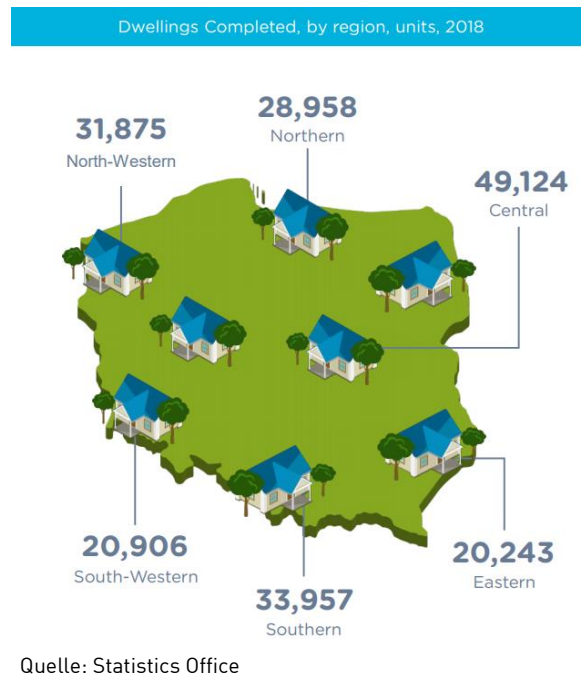 Dwellings Completed, by region, units, 2018
28,958
Northern
31,875
North-Western
49,124
Central
20,906
South-Western
20,243
Eastern
33,957
Southern
Quelle: Statistics Office